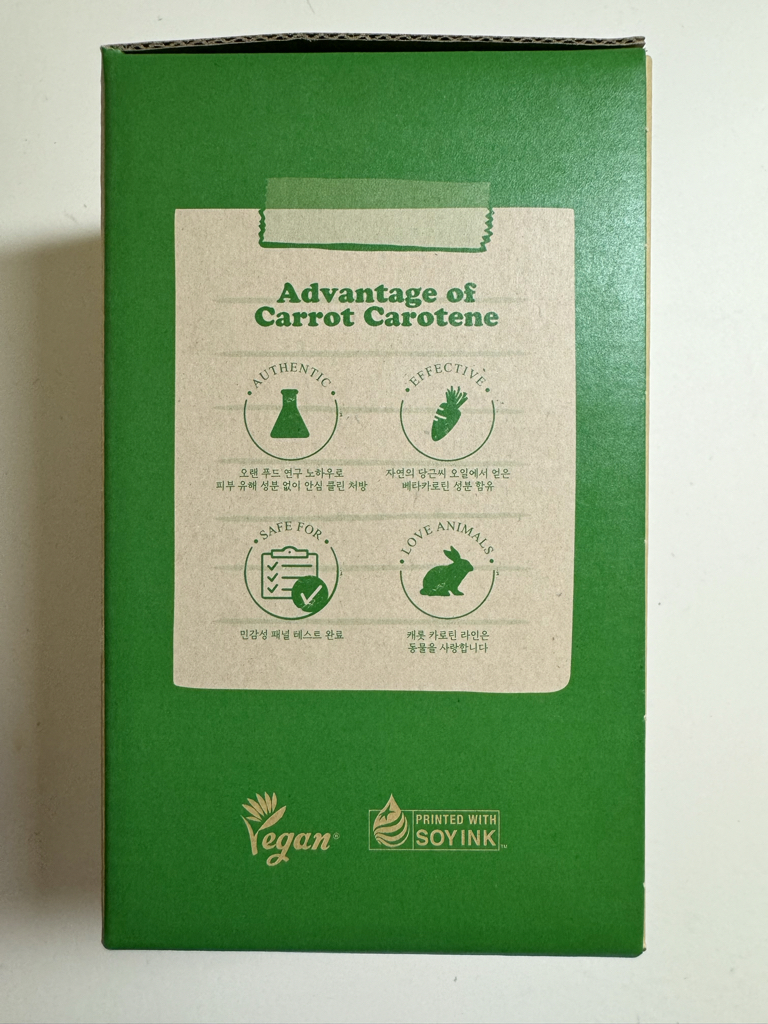 Advantage of
Carrot Carotene
AUTHENTIC
EFFECTIVE
오랜 푸드 연구 노하우로
피부 유해 성분 없이 안심 클린 처방
자연의 당근씨 오일에서 얻은
베타카로틴 성분 함유
SAFE FOR
LOVE ANIMALS
민감성 패널 테스트 완료
캐롯 카로틴 라인은
동물을 사랑합니다
Vegan®
PRINTED WITH
SOY INK™